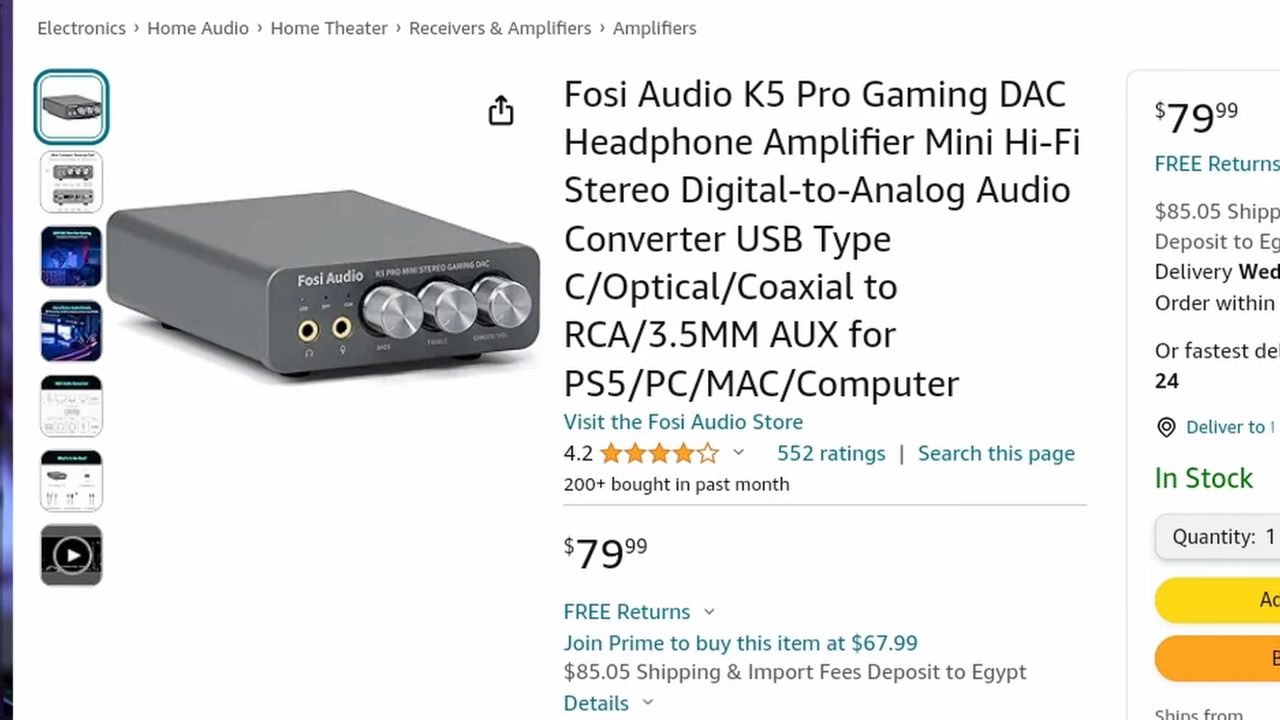 Electronics › Home Audio › Home Theater › Receivers & Amplifiers › Amplifiers
Fosi Audio K5 PRO MINI STEREO GAMING DAC
BASS TREBLE
Fosi Audio K5 Pro Gaming DAC
Headphone Amplifier Mini Hi-Fi
Stereo Digital-to-Analog Audio
Converter USB Type
C/Optical/Coaxial to
RCA/3.5MM AUX for
PS5/PC/MAC/Computer
Visit the Fosi Audio Store
4.2 552 ratings | Search this page
200+ bought in past month
$79 99
FREE Returns
Join Prime to buy this item at $67.99
$85.05 Shipping & Import Fees Deposit to Egypt
Details
$79 99
FREE Returns
$85.05 Shipp
Deposit to Eg
Delivery Wed
Order within
Or fastest de
24
Deliver to
In Stock
Quantity: 1
Ad
B
Ships from